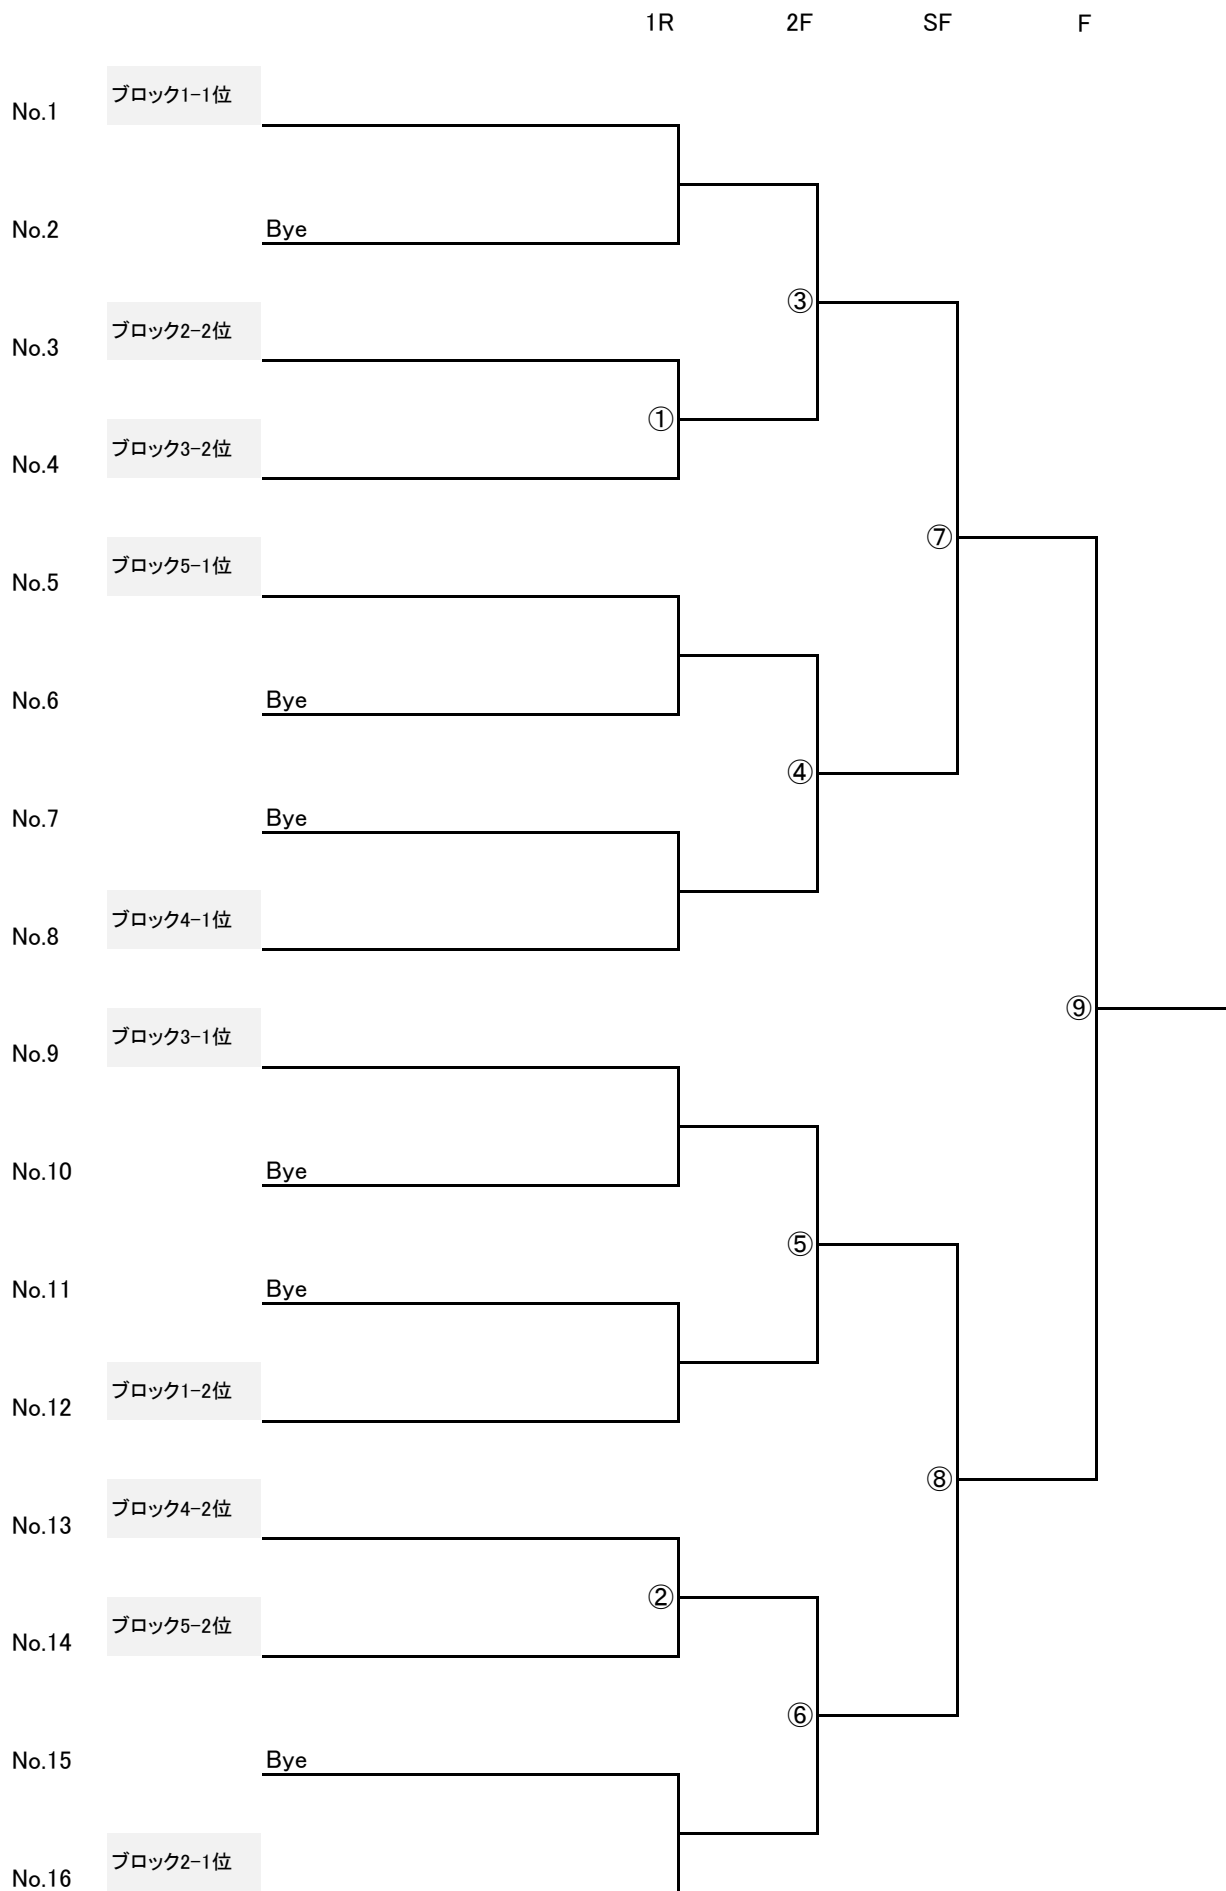 1R 2F SF F
No.1 ブロック1-1位
No.2 Bye
③
No.3 ブロック2-2位
①
No.4 ブロック3-2位
⑦
No.5 ブロック5-1位
No.6 Bye
④
No.7 Bye
No.8 ブロック4-1位
⑨
No.9 ブロック3-1位
No.10 Bye
⑤
No.11 Bye
No.12 ブロック1-2位
⑧
No.13 ブロック4-2位
②
No.14 ブロック5-2位
⑥
No.15 Bye
No.16 ブロック2-1位